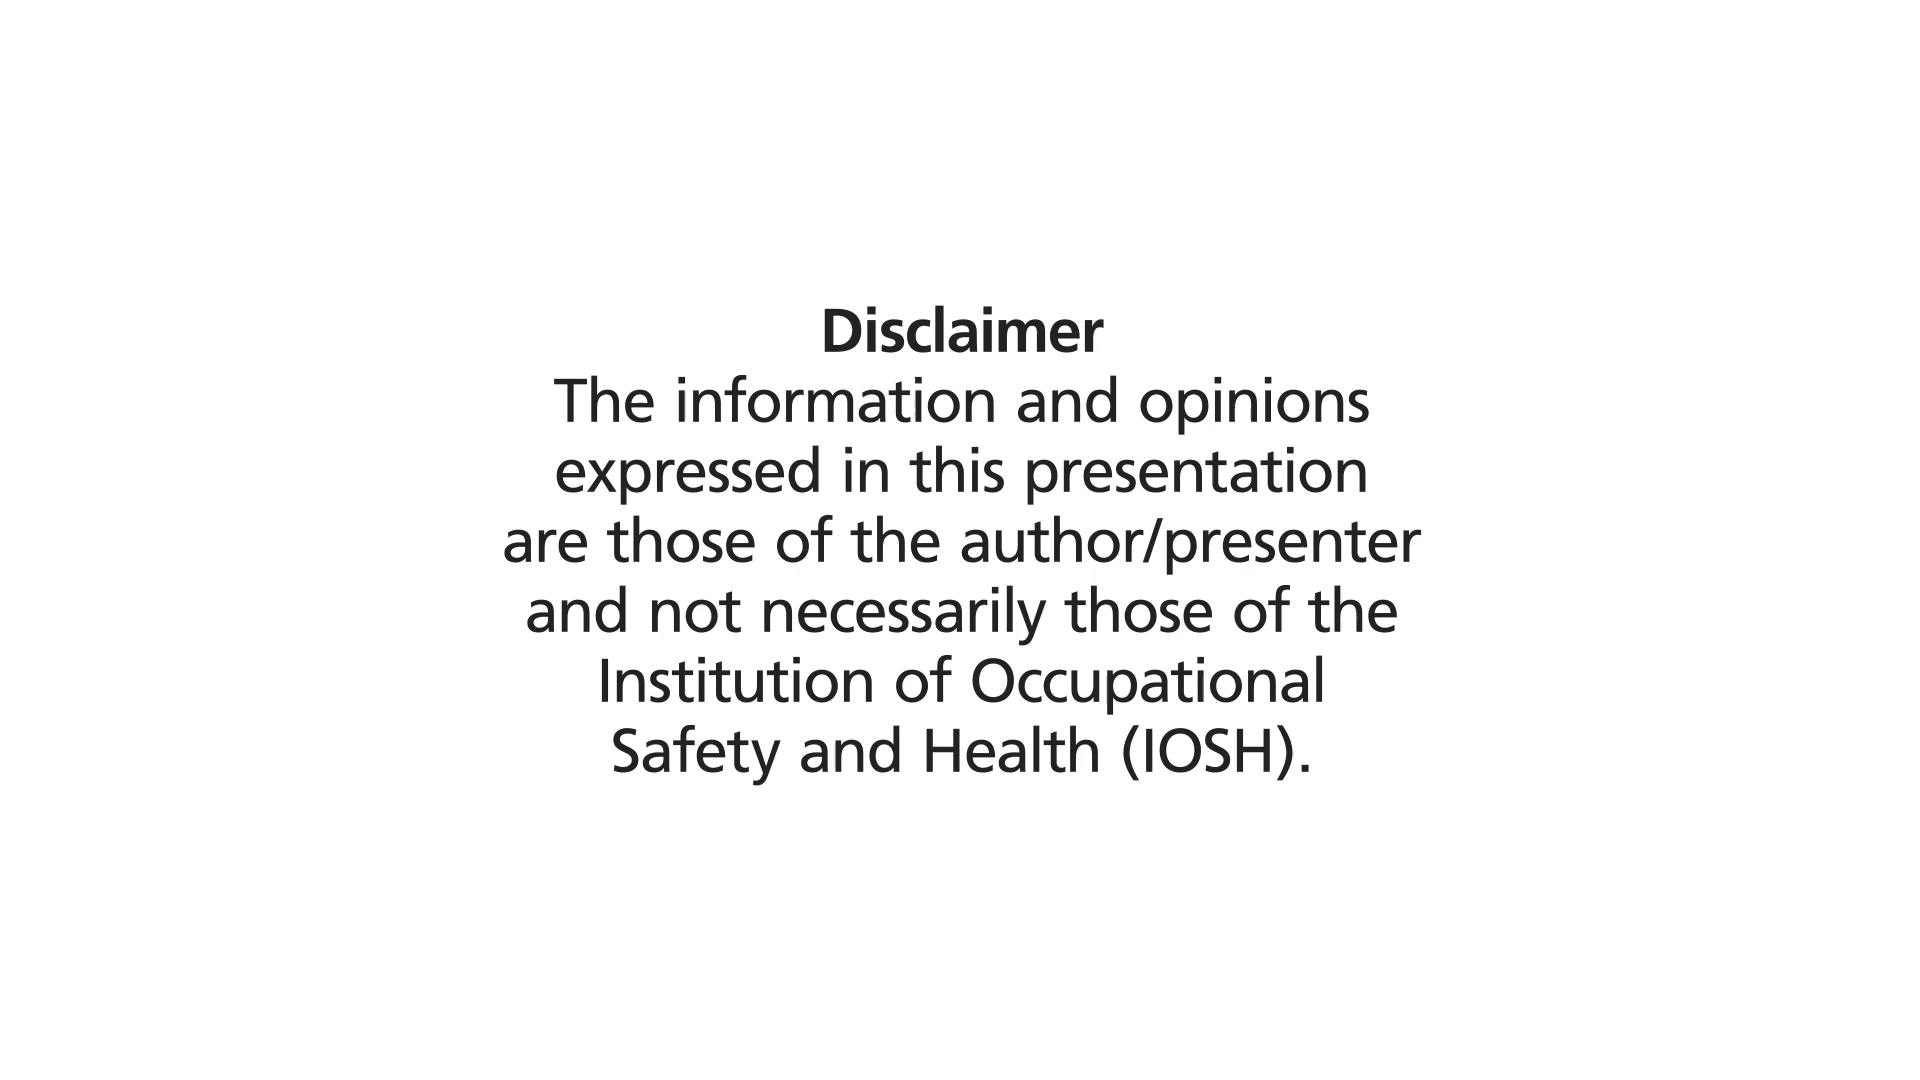 Disclaimer
The information and opinions
expressed in this presentation
are those of the author/presenter
and not necessarily those of the
Institution of Occupational
Safety and Health (IOSH).